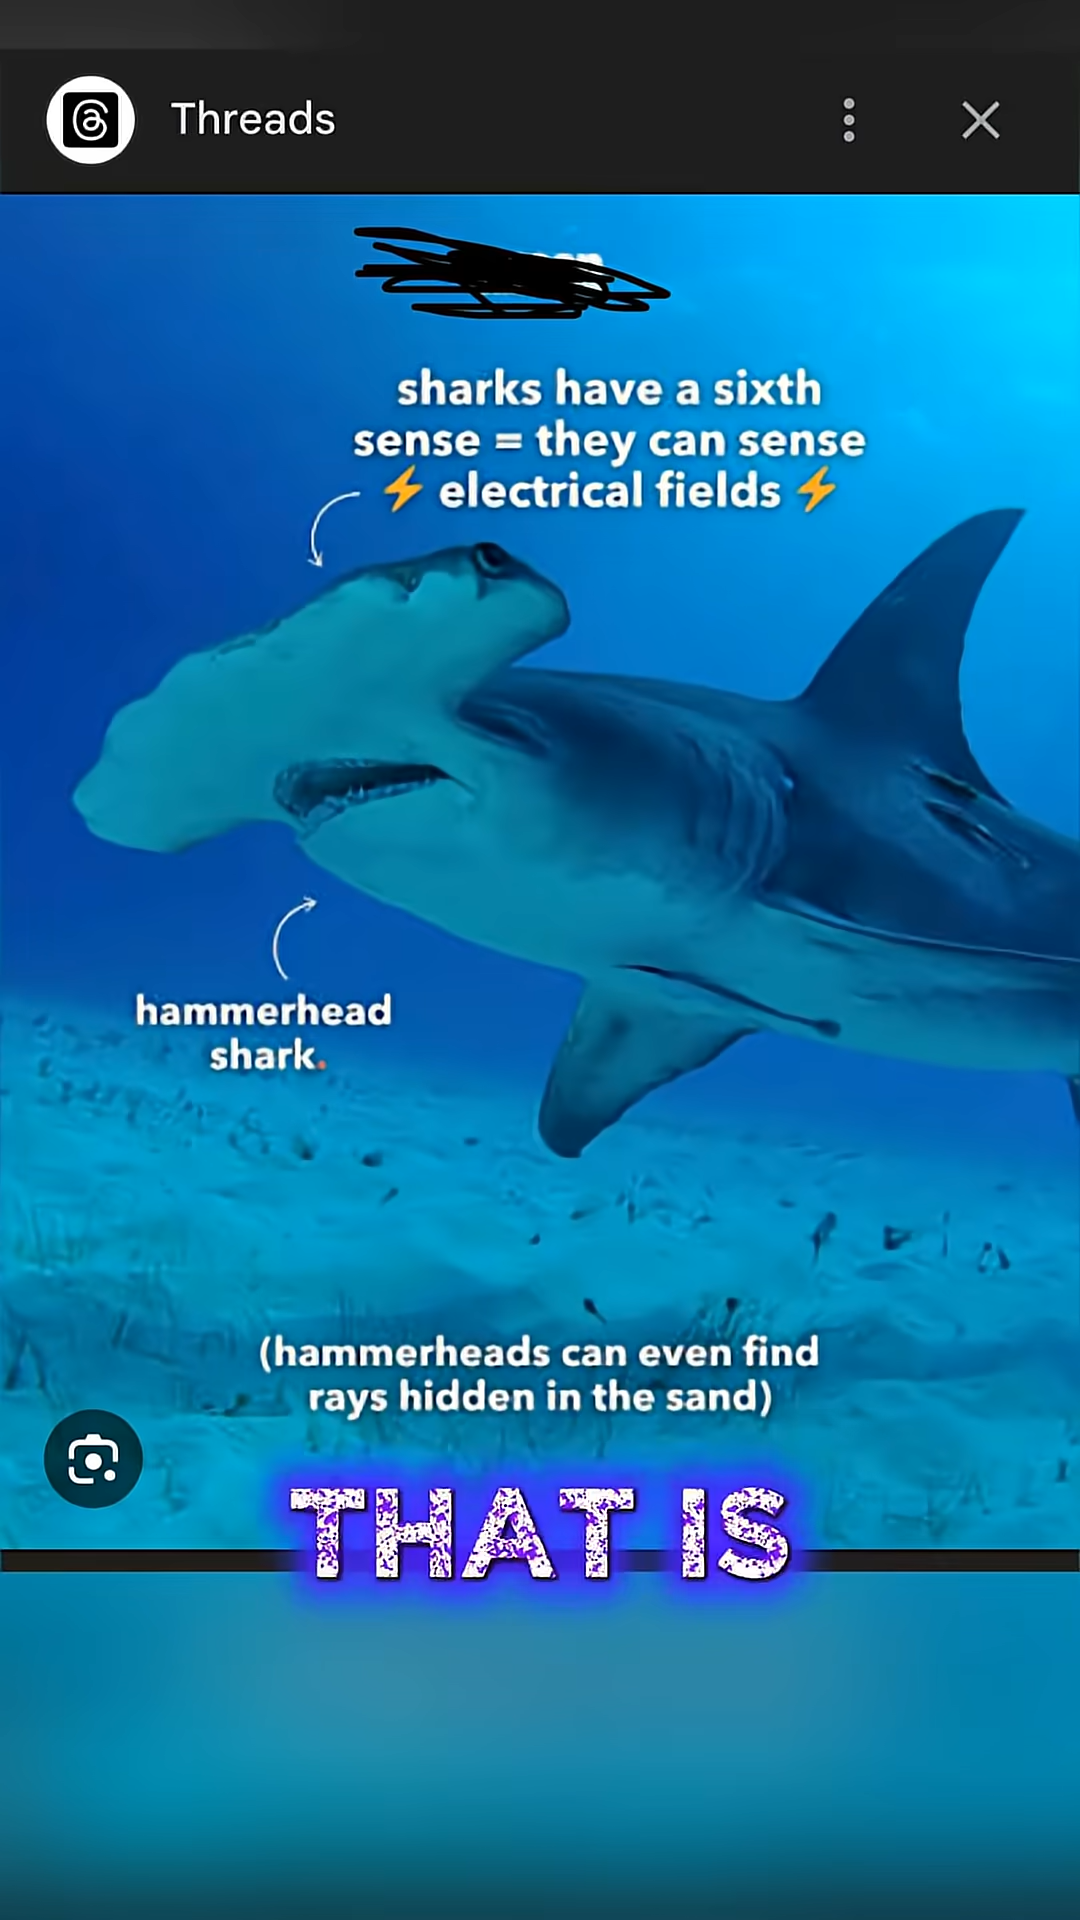 Threads
sharks have a sixth
sense = they can sense
⚡ electrical fields ⚡
hammerhead
shark.
(hammerheads can even find
rays hidden in the sand)
THAT IS